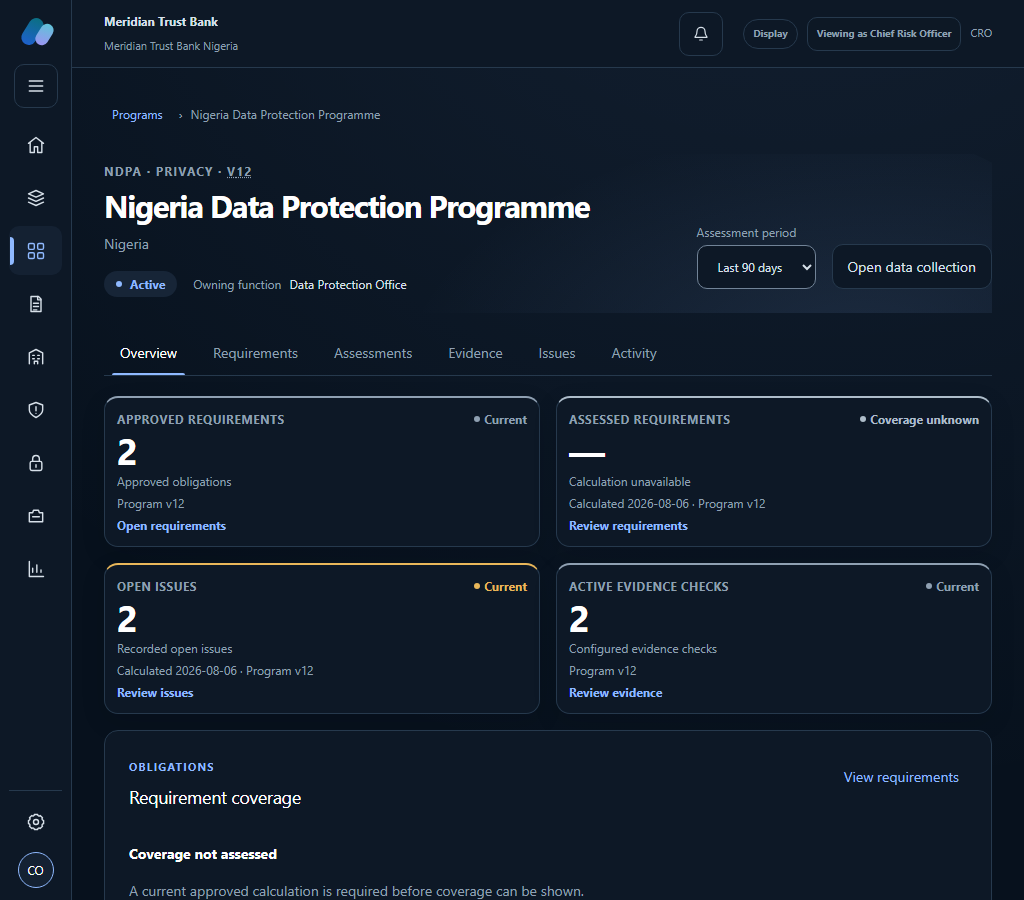 Meridian Trust Bank
Meridian Trust Bank Nigeria
Display
Viewing as Chief Risk Officer
CRO
Programs › Nigeria Data Protection Programme
NDPA · PRIVACY · V12
Nigeria Data Protection Programme
Nigeria
Active
Owning function Data Protection Office
Assessment period
Last 90 days
Open data collection
Overview
Requirements
Assessments
Evidence
Issues
Activity
APPROVED REQUIREMENTS
Current
2
Approved obligations
Program v12
Open requirements
ASSESSED REQUIREMENTS
Coverage unknown
—
Calculation unavailable
Calculated 2026-08-06 · Program v12
Review requirements
OPEN ISSUES
Current
2
Recorded open issues
Calculated 2026-08-06 · Program v12
Review issues
ACTIVE EVIDENCE CHECKS
Current
2
Configured evidence checks
Program v12
Review evidence
OBLIGATIONS
Requirement coverage
View requirements
Coverage not assessed
A current approved calculation is required before coverage can be shown.
CO